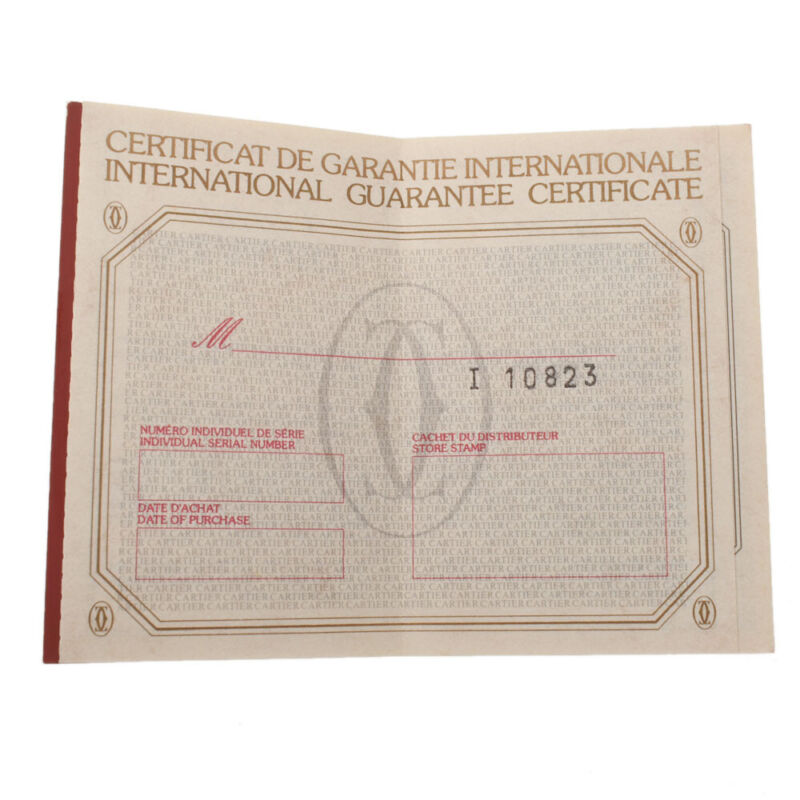 CERTIFICAT DE GARANTIE INTERNATIONALE
INTERNATIONAL GUARANTEE CERTIFICATE
M
I 10823
NUMÉRO INDIVIDUEL DE SÉRIE
INDIVIDUAL SERIAL NUMBER
CACHET DU DISTRIBUTEUR
STORE STAMP
DATE D'ACHAT
DATE OF PURCHASE